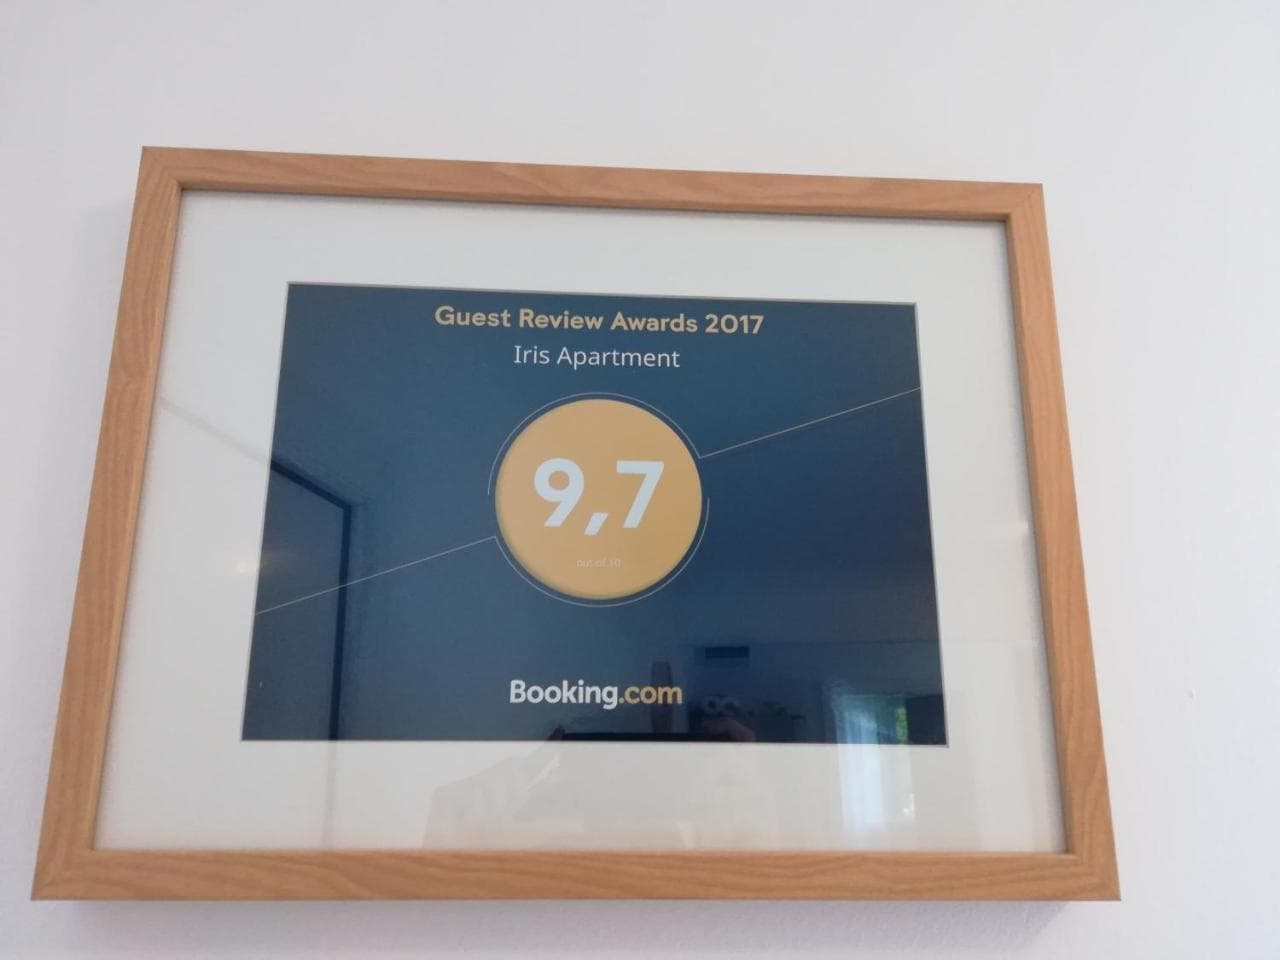 Guest Review Awards 2017
Iris Apartment
9,7
out of 10
Booking.com